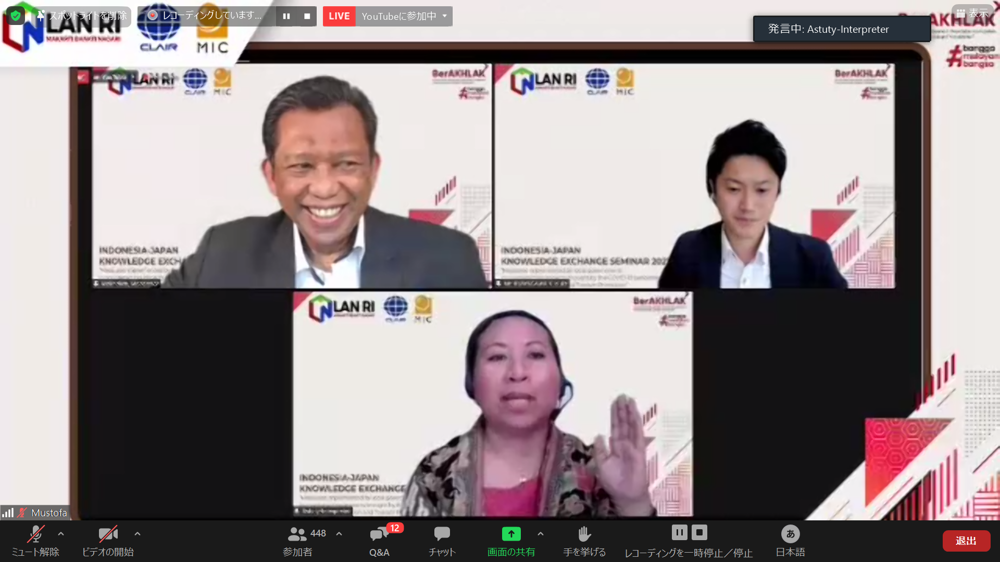 スポットライトを削除
レコーディングしています...
LIVE
YouTubeに参加中
表示
発言中: Astuty-Interpreter
LAN RI
MAKARTI BHAKTI NAGARI
CLAIR
MIC
BerAKHLAK
#bangga
melayani
bangsa
LAN RI
CLAIR
MIC
BerAKHLAK
INDONESIA-JAPAN
KNOWLEDGE EXCH
LAN RI
CLAIR
MIC
BerAKHLAK
INDONESIA-JAPAN
KNOWLEDGE EXCHANGE SEMINAR 202
LAN RI
CLAIR
MIC
BerAKHLAK
INDONESIA-JAPAN
KNOWLEDGE EXCHANGE
Mustofa
ミュート解除
ビデオの開始
448
参加者
12
Q&A
チャット
画面の共有
手を挙げる
レコーディングを一時停止／停止
あ
日本語
退出